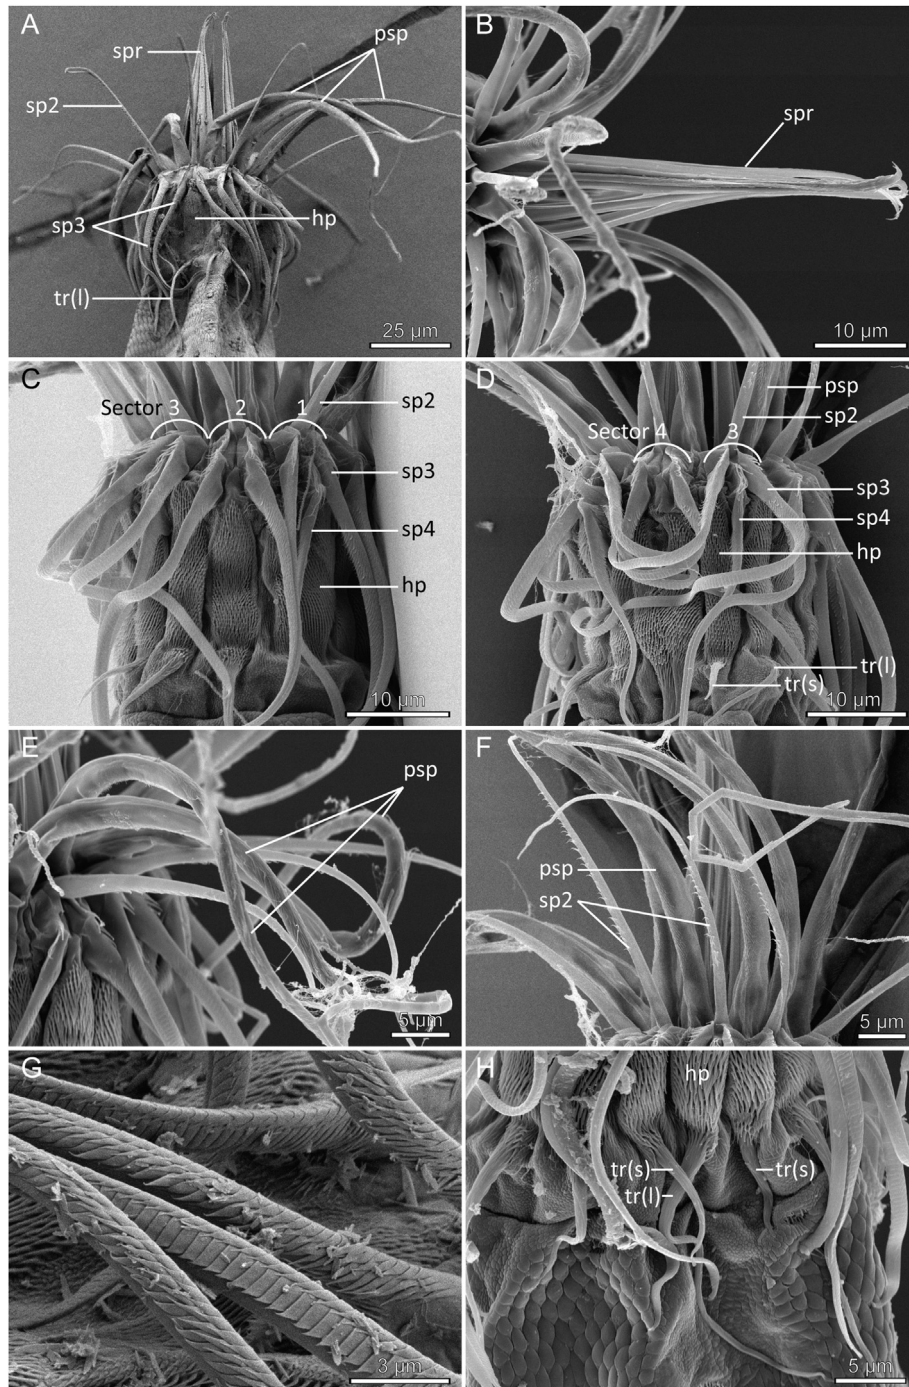 A
spr
psp
sp2
sp3
hp
tr(l)
25 µm
B
spr
10 µm
C
Sector 3 2 1
sp2
sp3
sp4
hp
10 µm
D
psp
sp2
Sector 4 3
sp3
sp4
hp
tr(l)
tr(s)
10 µm
E
psp
5 µm
F
psp
sp2
5 µm
G
3 µm
H
hp
tr(s)
tr(s)
tr(l)
5 µm